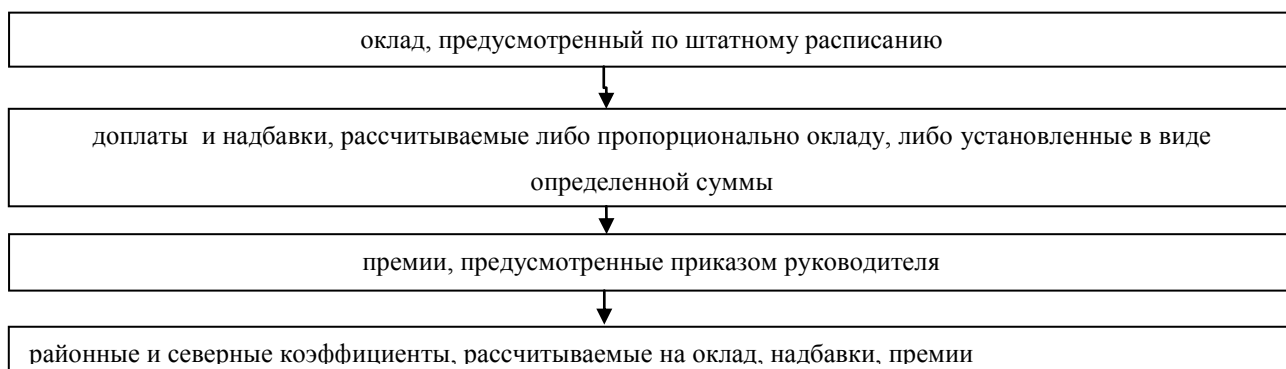 оклад, предусмотренный по штатному расписанию
доплаты и надбавки, рассчитываемые либо пропорционально окладу, либо установленные в виде
определенной суммы
премии, предусмотренные приказом руководителя
районные и северные коэффициенты, рассчитываемые на оклад, надбавки, премии